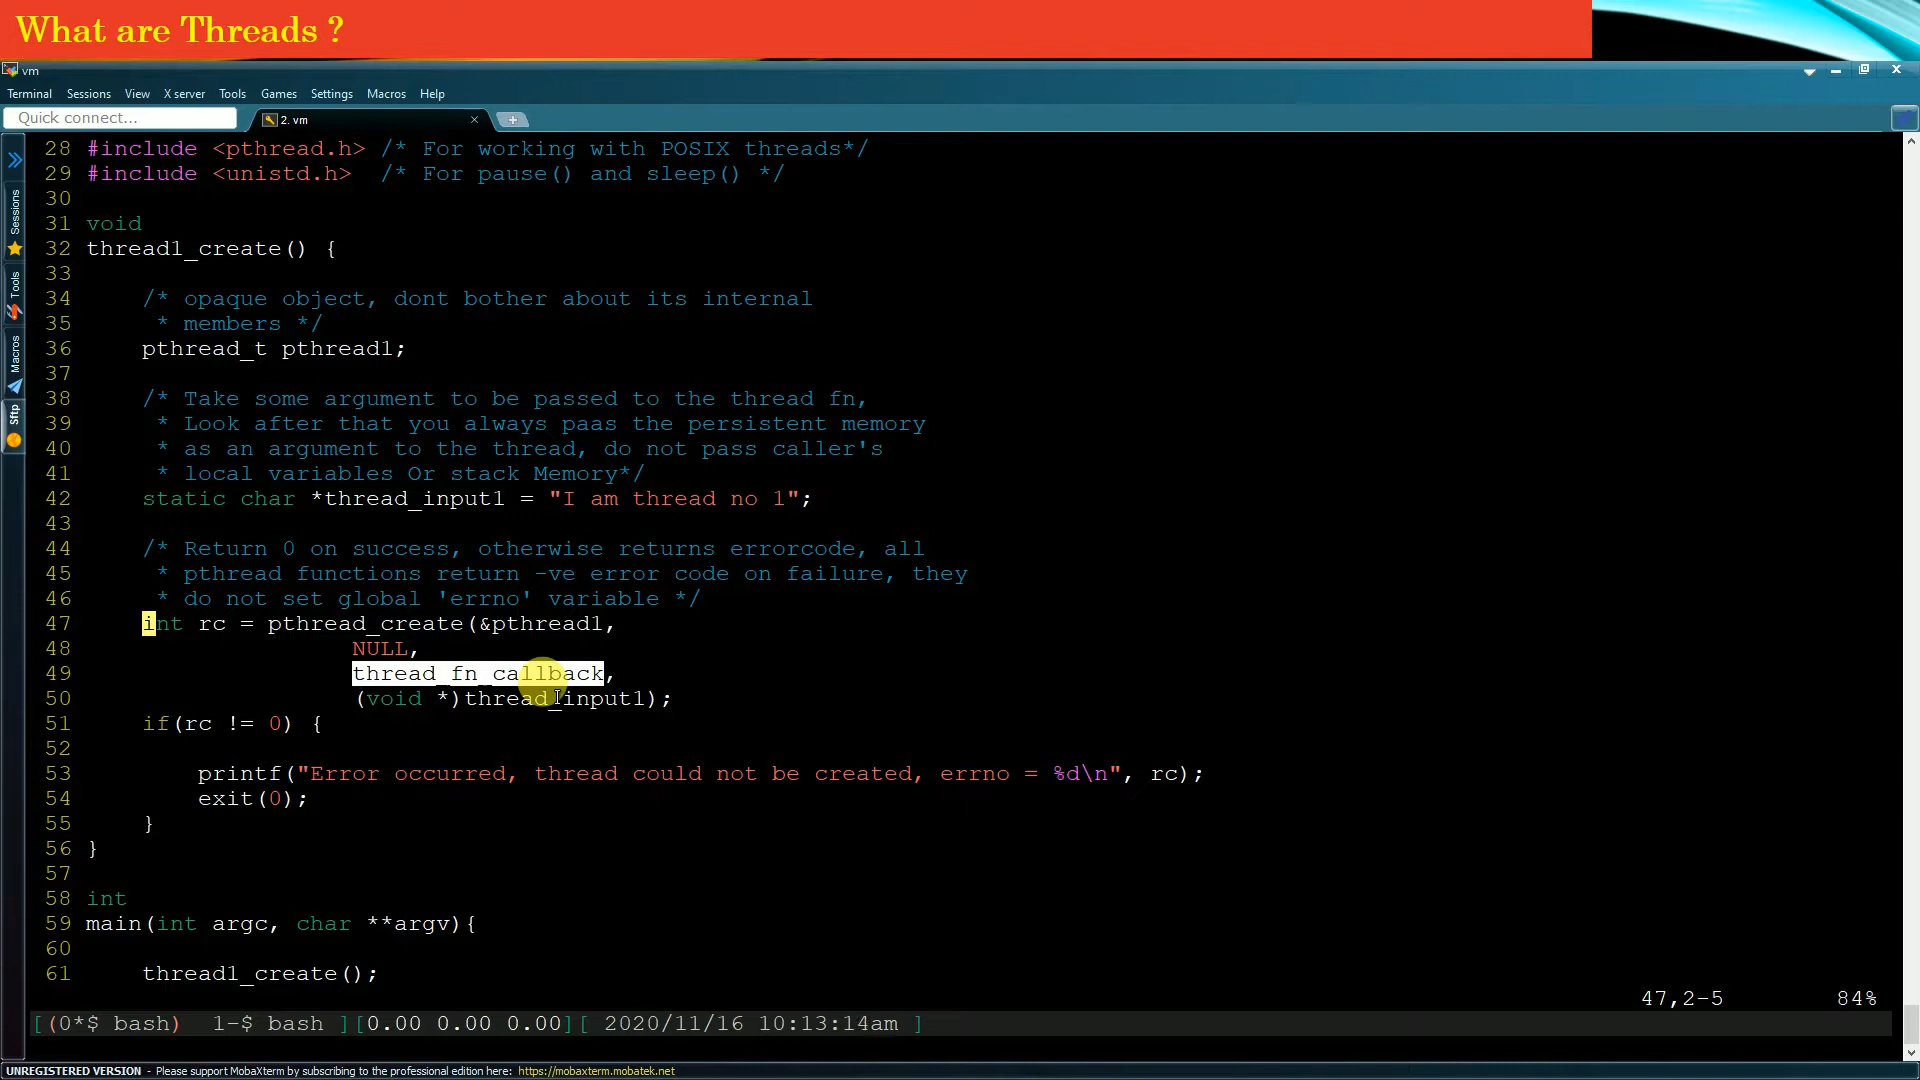 What are Threads ?
vm
Terminal Sessions View X server Tools Games Settings Macros Help
Quick connect...
2. vm
Sessions
Tools
Macros
Sftp
28 #include <pthread.h> /* For working with POSIX threads*/
29 #include <unistd.h>  /* For pause() and sleep() */
30
31 void
32 thread1_create() {
33
34     /* opaque object, dont bother about its internal
35      * members */
36     pthread_t pthread1;
37
38     /* Take some argument to be passed to the thread fn,
39      * Look after that you always paas the persistent memory
40      * as an argument to the thread, do not pass caller's
41      * local variables Or stack Memory*/
42     static char *thread_input1 = "I am thread no 1";
43
44     /* Return 0 on success, otherwise returns errorcode, all
45      * pthread functions return -ve error code on failure, they
46      * do not set global 'errno' variable */
47     int rc = pthread_create(&pthread1,
48                    NULL,
49                    thread_fn_callback,
50                    (void *)thread_input1);
51     if(rc != 0) {
52
53         printf("Error occurred, thread could not be created, errno = %d\n", rc);
54         exit(0);
55     }
56 }
57
58 int
59 main(int argc, char **argv){
60
61     thread1_create();
47,2-5 84%
[(0*$ bash)  1-$ bash ][0.00 0.00 0.00][ 2020/11/16 10:13:14am ]
UNREGISTERED VERSION - Please support MobaXterm by subscribing to the professional edition here: https://mobaxterm.mobatek.net